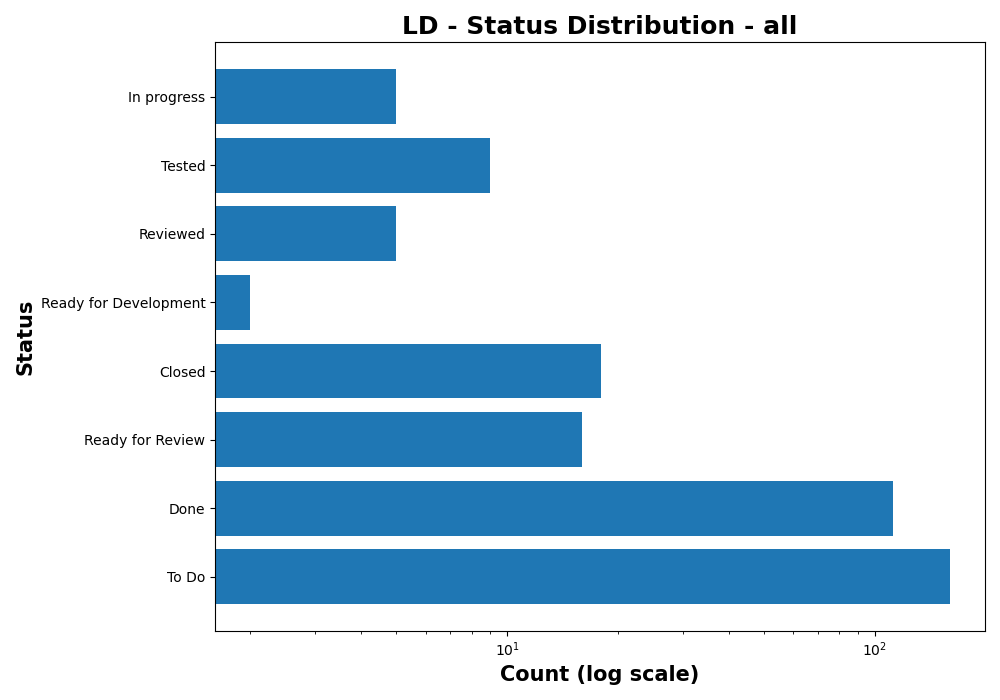 LD - Status Distribution - all
In progress
Tested
Reviewed
Ready for Development
Closed
Ready for Review
Done
To Do
Status
10¹
10²
Count (log scale)